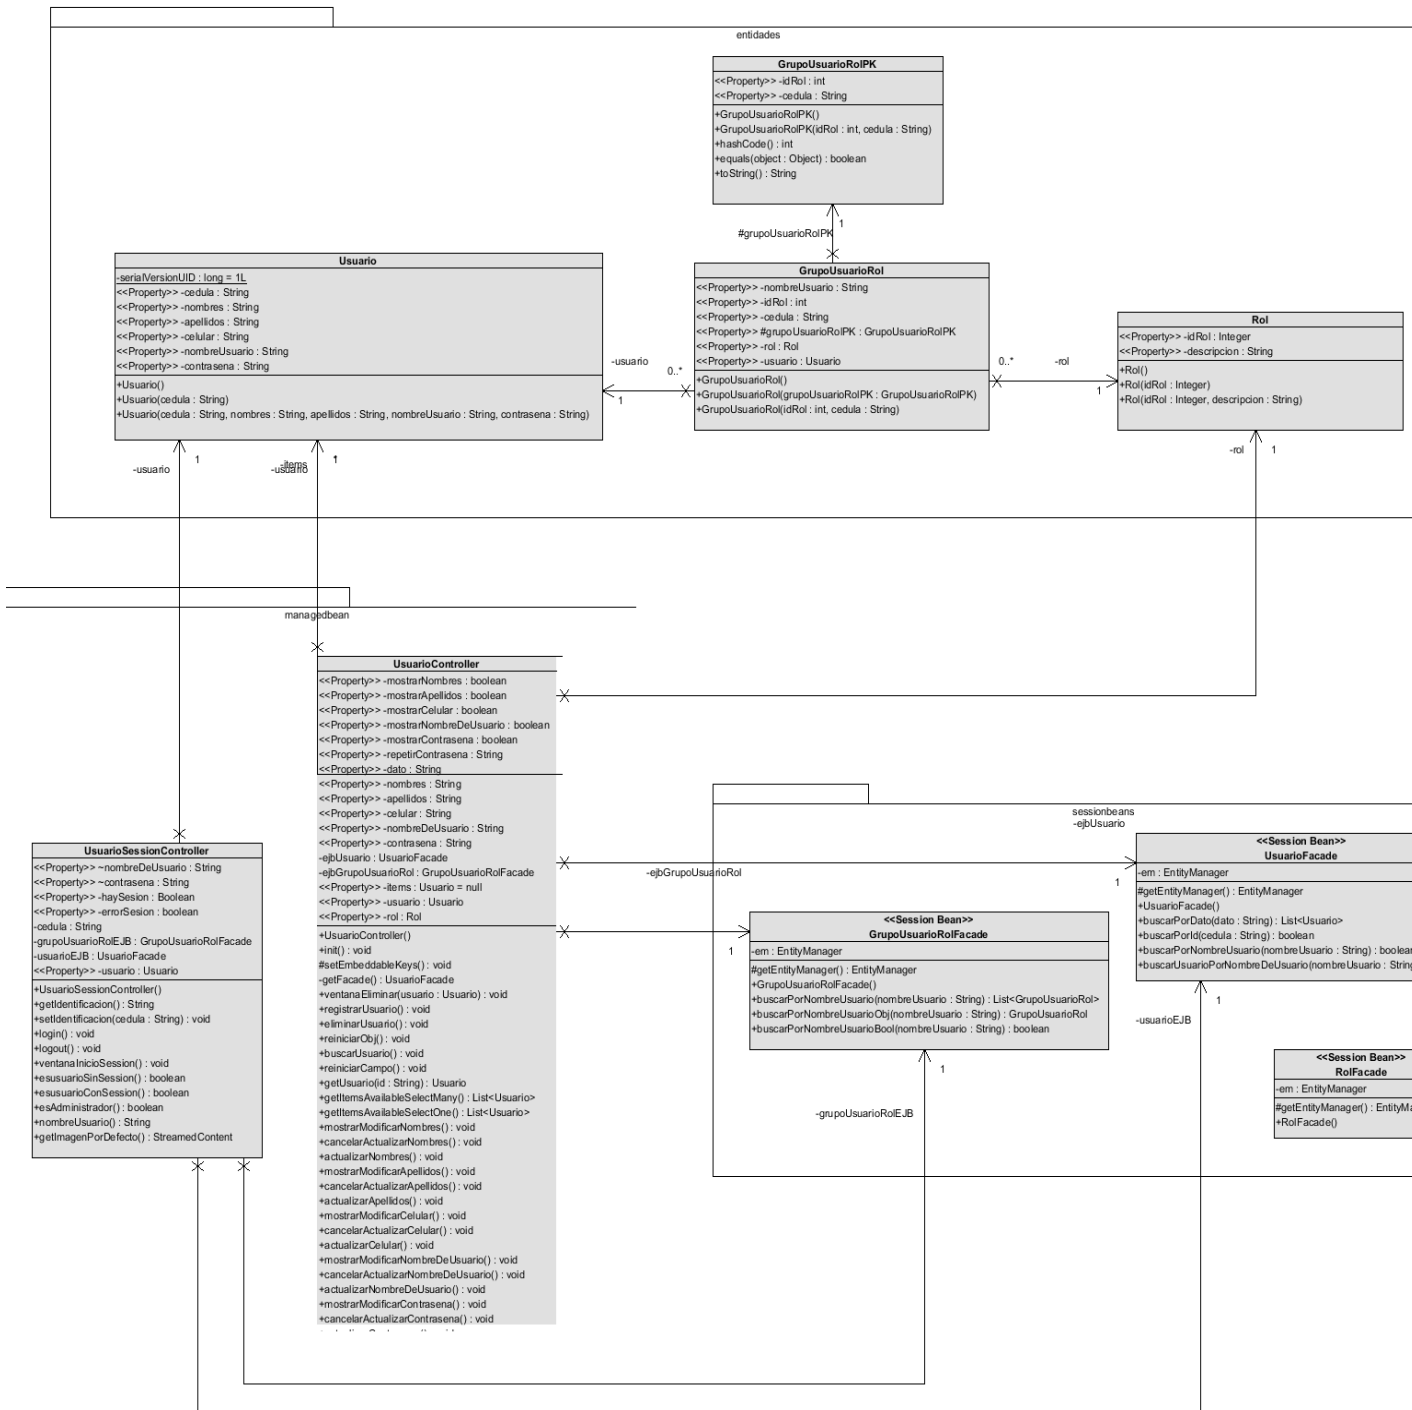 entidades
GrupoUsuarioRolPK
<<Property>> -idRol : int
<<Property>> -cedula : String
+GrupoUsuarioRolPK()
+GrupoUsuarioRolPK(idRol : int, cedula : String)
+hashCode() : int
+equals(object : Object) : boolean
+toString() : String
1
#grupoUsuarioRolPK
Usuario
-serialVersionUID : long = 1L
<<Property>> -cedula : String
<<Property>> -nombres : String
<<Property>> -apellidos : String
<<Property>> -celular : String
<<Property>> -nombreUsuario : String
<<Property>> -contrasena : String
+Usuario()
+Usuario(cedula : String)
+Usuario(cedula : String, nombres : String, apellidos : String, nombreUsuario : String, contrasena : String)
-usuario
0..*
1
GrupoUsuarioRol
<<Property>> -nombreUsuario : String
<<Property>> -idRol : int
<<Property>> -cedula : String
<<Property>> #grupoUsuarioRolPK : GrupoUsuarioRolPK
<<Property>> -rol : Rol
<<Property>> -usuario : Usuario
+GrupoUsuarioRol()
+GrupoUsuarioRol(grupoUsuarioRolPK : GrupoUsuarioRolPK)
+GrupoUsuarioRol(idRol : int, cedula : String)
0..*
-rol
1
Rol
<<Property>> -idRol : Integer
<<Property>> -descripcion : String
+Rol()
+Rol(idRol : Integer)
+Rol(idRol : Integer, descripcion : String)
-usuario
1
-items
-usuario
*
1
-rol
1
managedbean
UsuarioController
<<Property>> -mostrarNombres : boolean
<<Property>> -mostrarApellidos : boolean
<<Property>> -mostrarCelular : boolean
<<Property>> -mostrarNombreDeUsuario : boolean
<<Property>> -mostrarContrasena : boolean
<<Property>> -repetirContrasena : String
<<Property>> -dato : String
<<Property>> -nombres : String
<<Property>> -apellidos : String
<<Property>> -celular : String
<<Property>> -nombreDeUsuario : String
<<Property>> -contrasena : String
-ejbUsuario : UsuarioFacade
-ejbGrupoUsuarioRol : GrupoUsuarioRolFacade
<<Property>> -items : Usuario = null
<<Property>> -usuario : Usuario
<<Property>> -rol : Rol
+UsuarioController()
+init() : void
#setEmbeddableKeys() : void
-getFacade() : UsuarioFacade
+ventanaEliminar(usuario : Usuario) : void
+registrarUsuario() : void
+eliminarUsuario() : void
+reiniciarObj() : void
+buscarUsuario() : void
+reiniciarCampo() : void
+getUsuario(id : String) : Usuario
+getItemsAvailableSelectMany() : List<Usuario>
+getItemsAvailableSelectOne() : List<Usuario>
+mostrarModificarNombres() : void
+cancelarActualizarNombres() : void
+actualizarNombres() : void
+mostrarModificarApellidos() : void
+cancelarActualizarApellidos() : void
+actualizarApellidos() : void
+mostrarModificarCelular() : void
+cancelarActualizarCelular() : void
+actualizarCelular() : void
+mostrarModificarNombreDeUsuario() : void
+cancelarActualizarNombreDeUsuario() : void
+actualizarNombreDeUsuario() : void
+mostrarModificarContrasena() : void
+cancelarActualizarContrasena() : void
UsuarioSessionController
<<Property>> ~nombreDeUsuario : String
<<Property>> ~contrasena : String
<<Property>> -haySesion : Boolean
<<Property>> -errorSesion : boolean
-cedula : String
-grupoUsuarioRolEJB : GrupoUsuarioRolFacade
-usuarioEJB : UsuarioFacade
<<Property>> -usuario : Usuario
+UsuarioSessionController()
+getIdentificacion() : String
+setIdentificacion(cedula : String) : void
+login() : void
+logout() : void
+ventanaInicioSession() : void
+esusuarioSinSession() : boolean
+esusuarioConSession() : boolean
+esAdministrador() : boolean
+nombreUsuario() : String
+getImagenPorDefecto() : StreamedContent
sessionbeans
-ejbUsuario
1
-ejbGrupoUsuarioRol
1
<<Session Bean>>
UsuarioFacade
-em : EntityManager
#getEntityManager() : EntityManager
+UsuarioFacade()
+buscarPorDato(dato : String) : List<Usuario>
+buscarPorId(cedula : String) : boolean
+buscarPorNombreUsuario(nombreUsuario : String) : boolear
+buscarUsuarioPorNombreDeUsuario(nombreUsuario : String
<<Session Bean>>
GrupoUsuarioRolFacade
-em : EntityManager
#getEntityManager() : EntityManager
+GrupoUsuarioRolFacade()
+buscarPorNombreUsuario(nombreUsuario : String) : List<GrupoUsuarioRol>
+buscarPorNombreUsuarioObj(nombreUsuario : String) : GrupoUsuarioRol
+buscarPorNombreUsuarioBool(nombreUsuario : String) : boolean
1
-usuarioEJB
1
-grupoUsuarioRolEJB
<<Session Bean>>
RolFacade
-em : EntityManager
#getEntityManager() : EntityMa
+RolFacade()